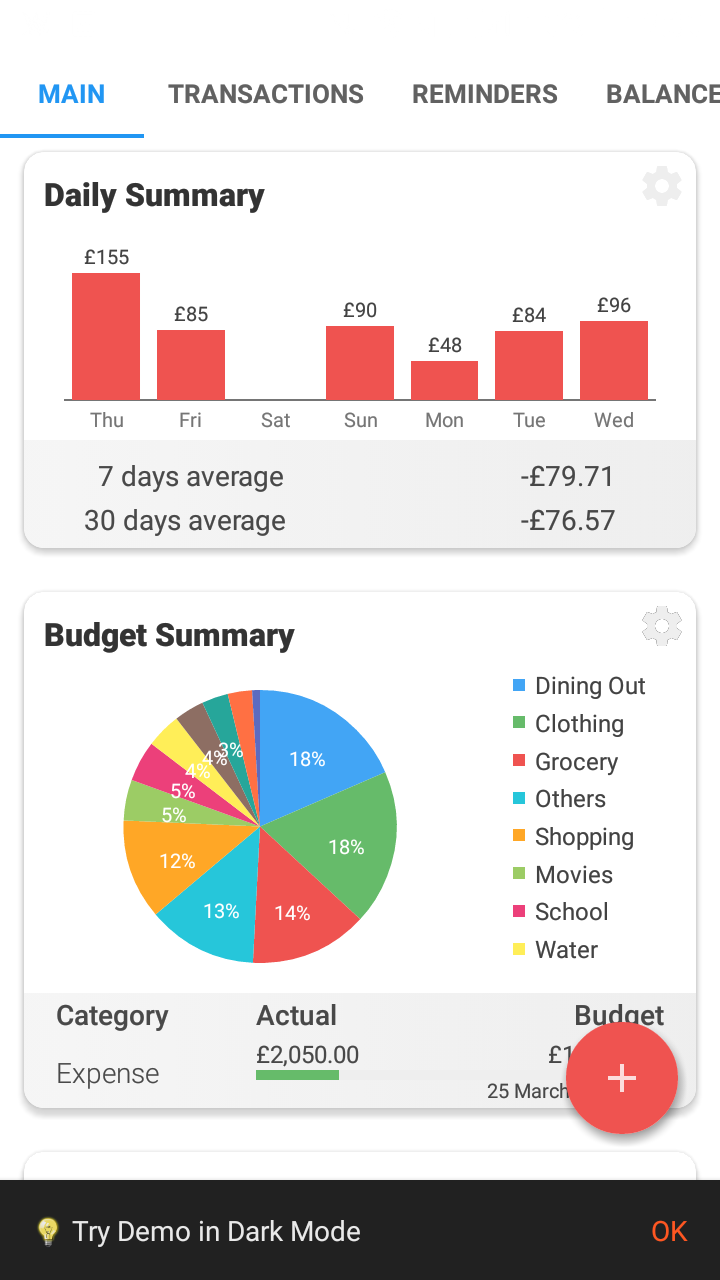 MAIN TRANSACTIONS REMINDERS BALANCE
Daily Summary
£155
£85
£90
£48
£84
£96
Thu Fri Sat Sun Mon Tue Wed
7 days average -£79.71
30 days average -£76.57
Budget Summary
18%
18%
14%
13%
12%
5%
5%
4%
4%
3%
Dining Out
Clothing
Grocery
Others
Shopping
Movies
School
Water
Category Actual Budget
£2,050.00 £1
Expense
25 March
Try Demo in Dark Mode OK